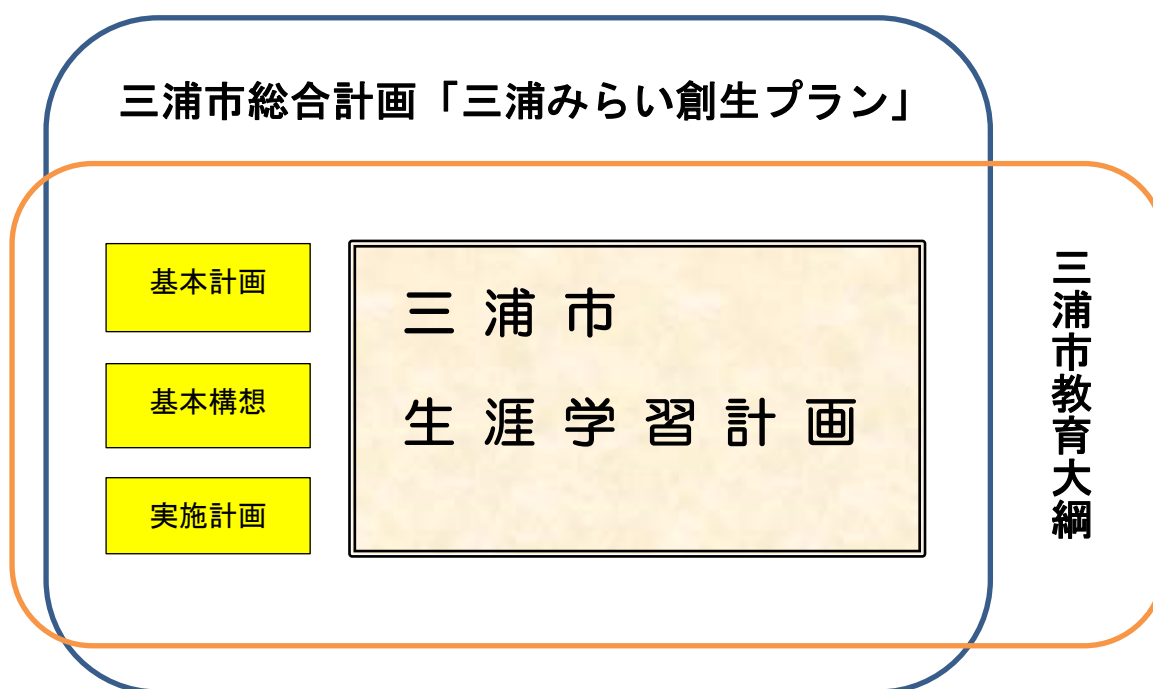 三浦市総合計画「三浦みらい創生プラン」
基本計画
基本構想
実施計画
三浦市
生涯学習計画
三浦市教育大綱